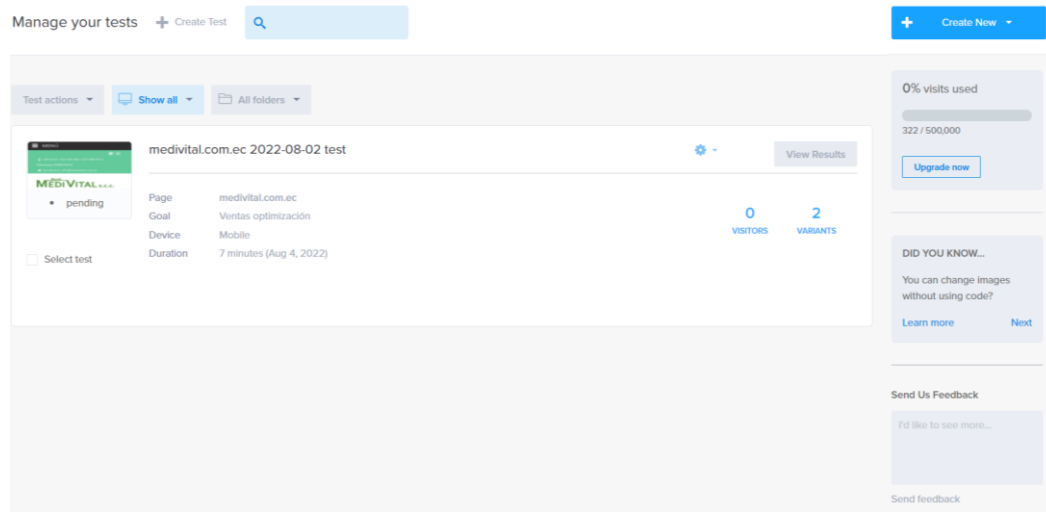 Manage your tests
Create Test
Create New
Test actions
Show all
All folders
MENÚ
MEDIVITAL S.C.C.
pending
Select test
medivital.com.ec 2022-08-02 test
View Results
Page medivital.com.ec
Goal Ventas optimización
Device Mobile
Duration 7 minutes (Aug 4, 2022)
0 2
VISITORS VARIANTS
0% visits used
322 / 500,000
Upgrade now
DID YOU KNOW...
You can change images
without using code?
Learn more Next
Send Us Feedback
I'd like to see more...
Send feedback